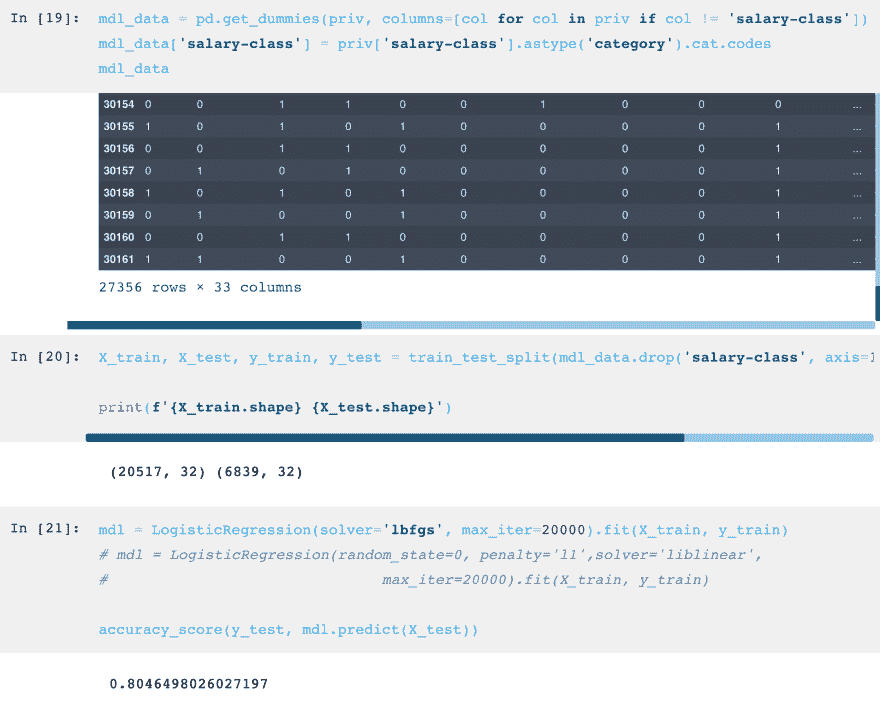 In [19]: mdl_data = pd.get_dummies(priv, columns=[col for col in priv if col != 'salary-class'])
mdl_data['salary-class'] = priv['salary-class'].astype('category').cat.codes
mdl_data
30154 0 0 1 1 0 0 1 0 0 0 ...
30155 1 0 1 0 1 0 0 0 0 1 ...
30156 0 0 1 1 0 0 0 0 0 1 ...
30157 0 1 0 1 0 0 0 0 0 1 ...
30158 1 0 1 0 1 0 0 0 0 1 ...
30159 0 1 0 0 1 0 0 0 0 1 ...
30160 0 0 1 1 0 0 0 0 0 1 ...
30161 1 1 0 0 1 0 0 0 0 1 ...
27356 rows × 33 columns
In [20]: X_train, X_test, y_train, y_test = train_test_split(mdl_data.drop('salary-class', axis=1
print(f'{X_train.shape} {X_test.shape}')
(20517, 32) (6839, 32)
In [21]: mdl = LogisticRegression(solver='lbfgs', max_iter=20000).fit(X_train, y_train)
# mdl = LogisticRegression(random_state=0, penalty='l1',solver='liblinear',
# max_iter=20000).fit(X_train, y_train)
accuracy_score(y_test, mdl.predict(X_test))
0.8046498026027197